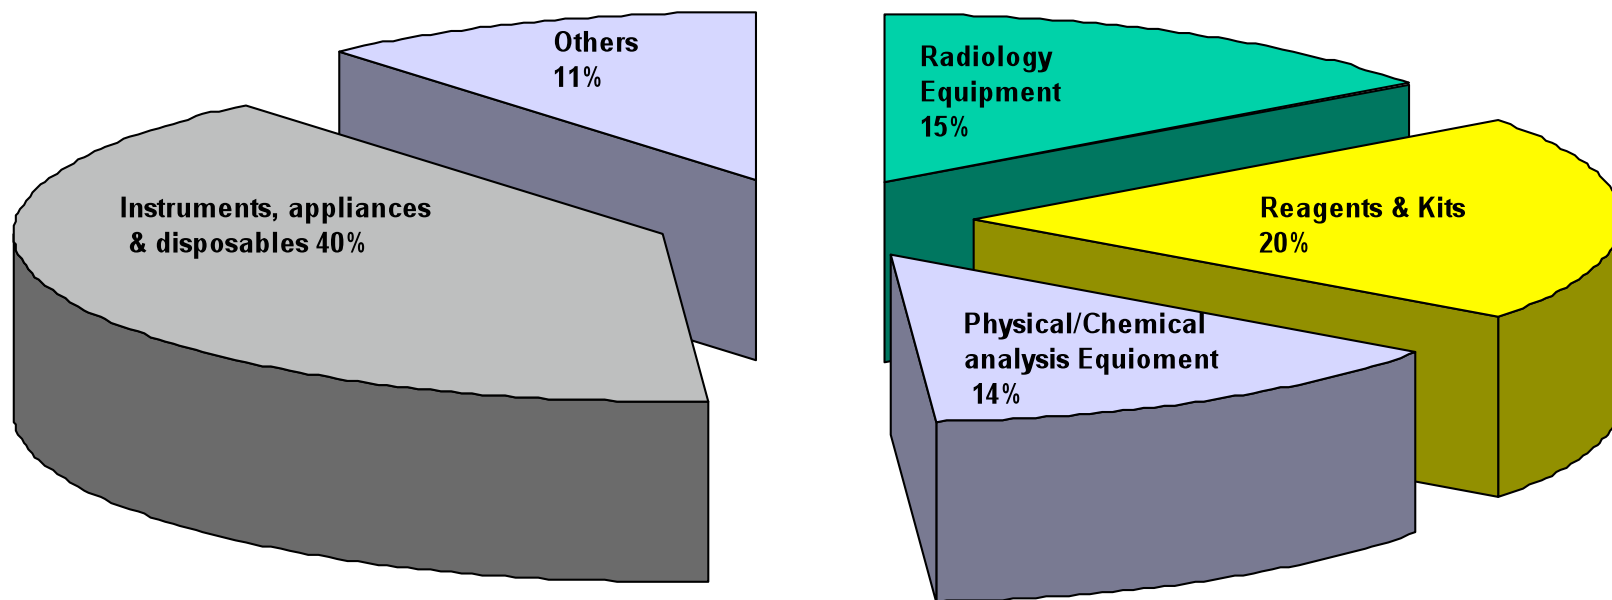 Others
11%
Radiology
Equipment
15%
Instruments, appliances
& disposables 40%
Reagents & Kits
20%
Physical/Chemical
analysis Equioment
14%